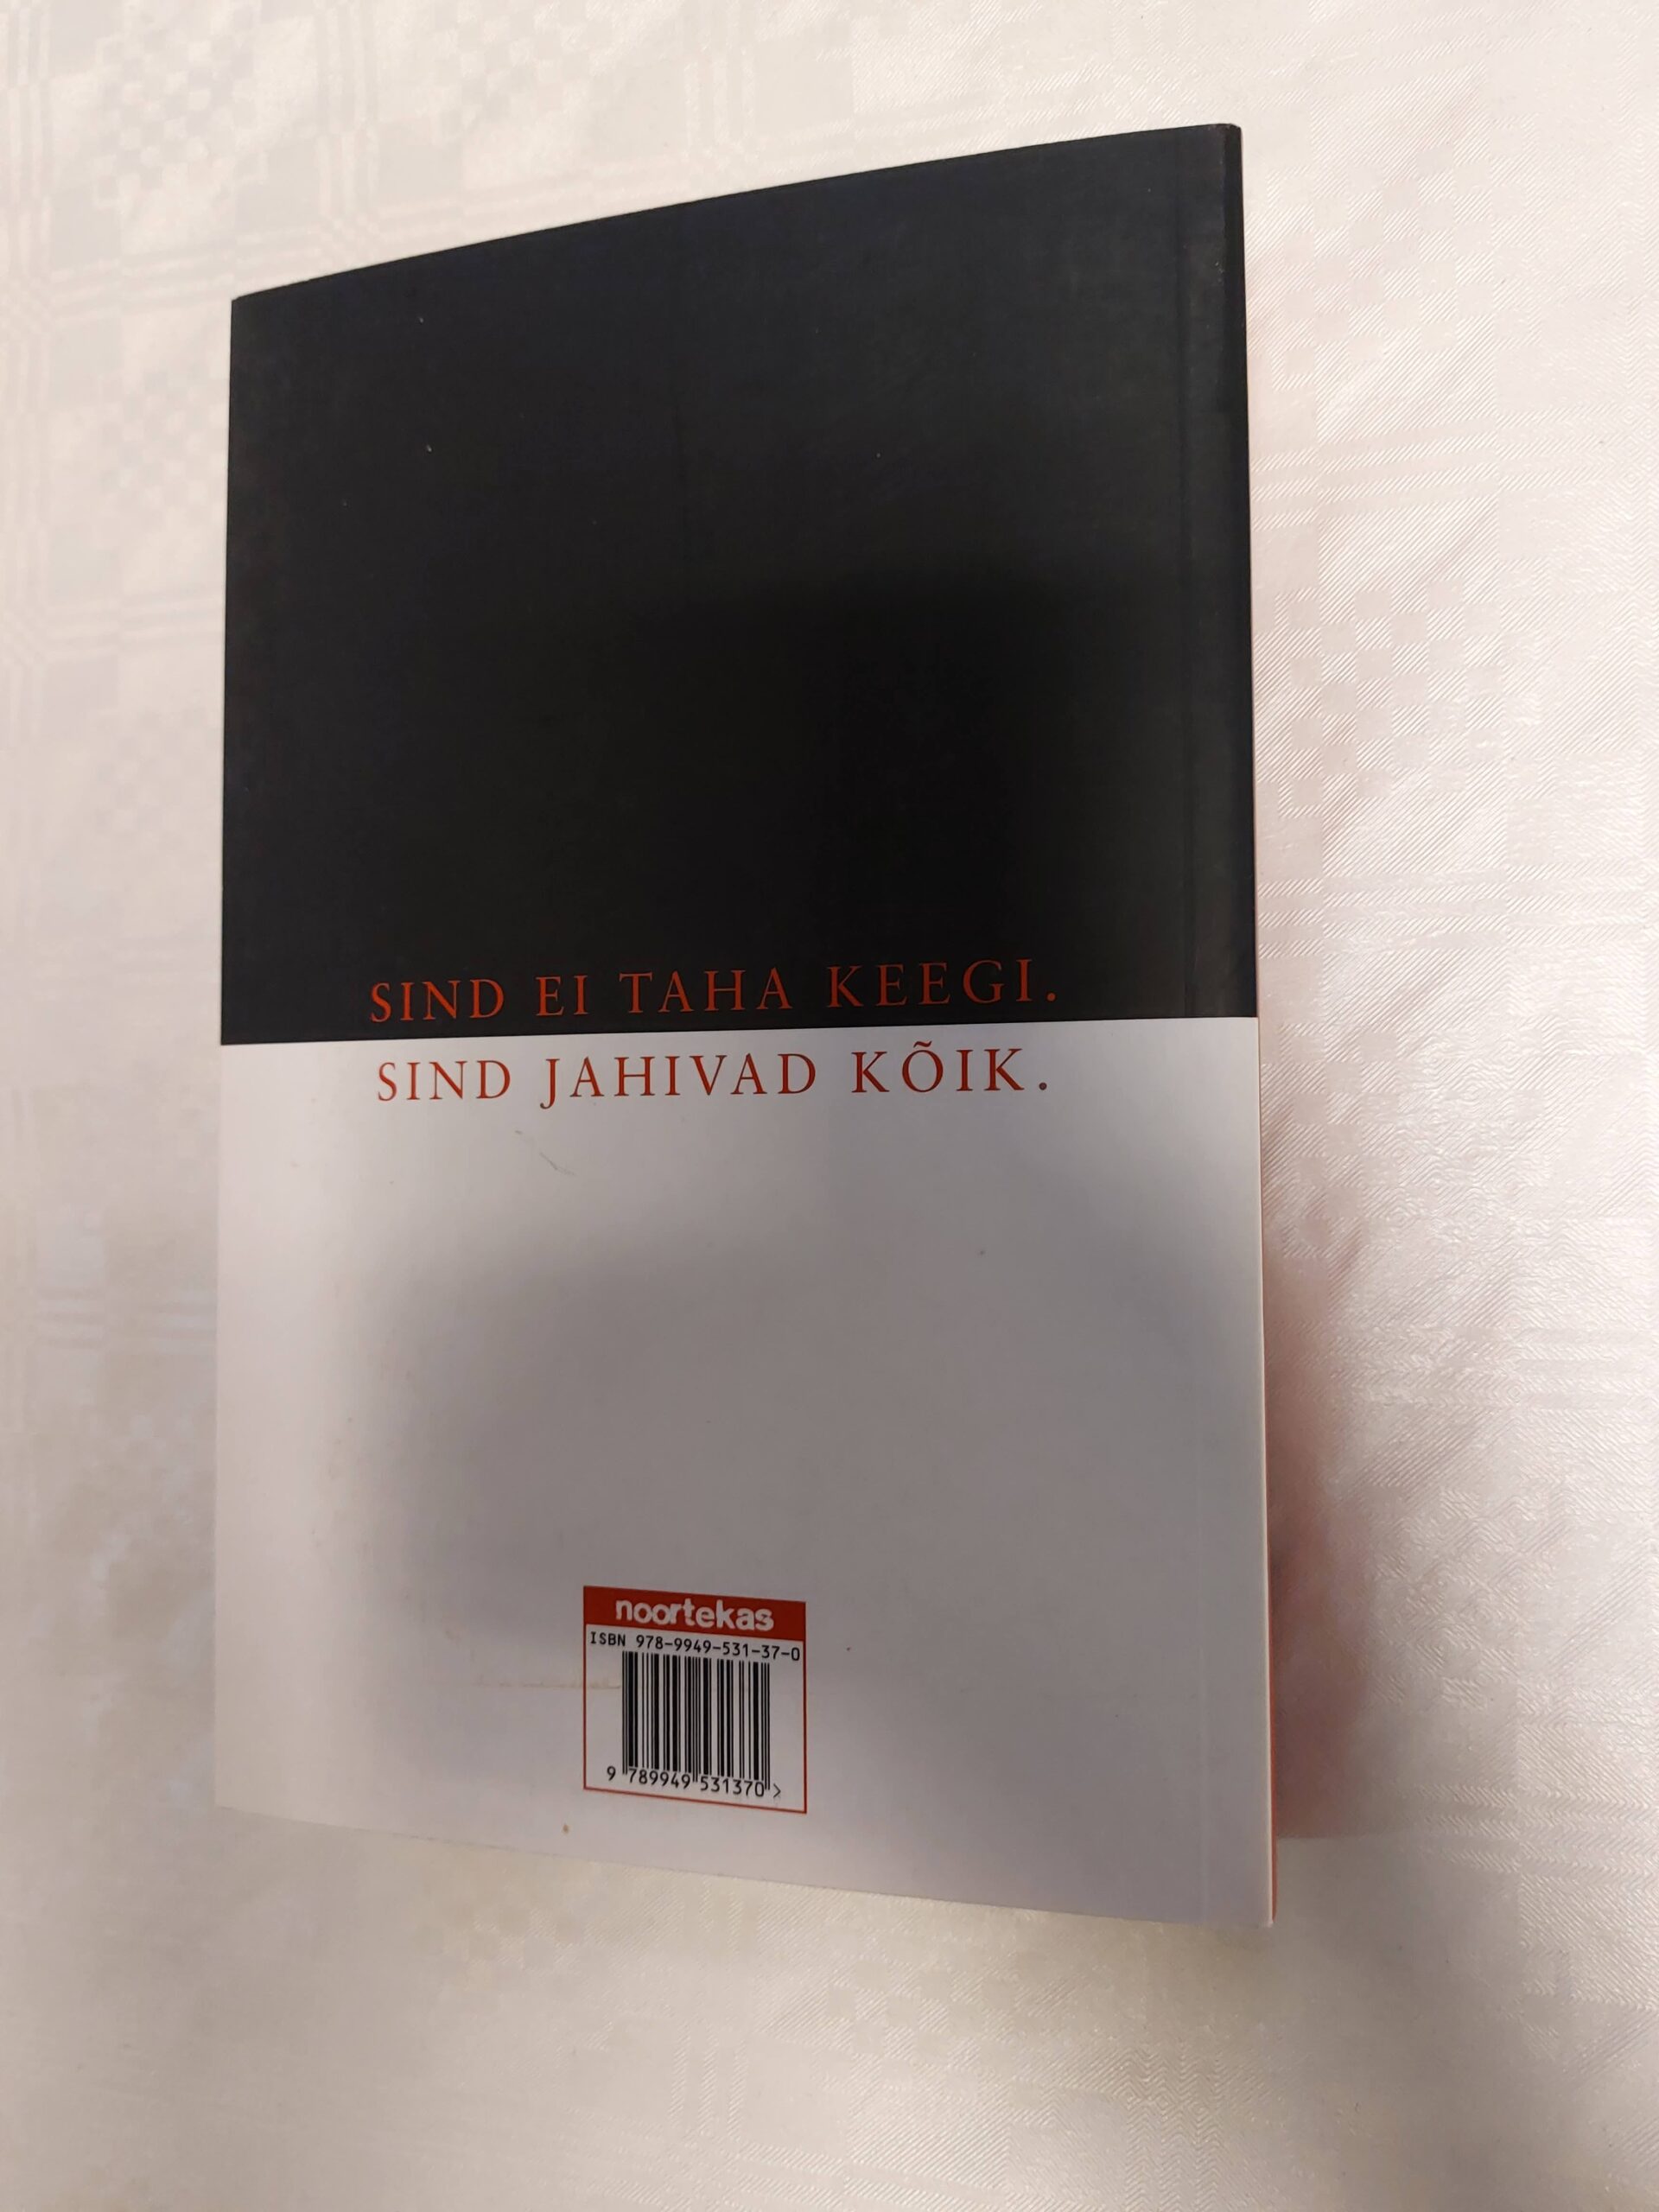 SIND EI TAHA KEEGI.
SIND JAHIVAD KÕIK.
noortekas
ISBN 978-9949-531-37-0
9 789949 531370 >